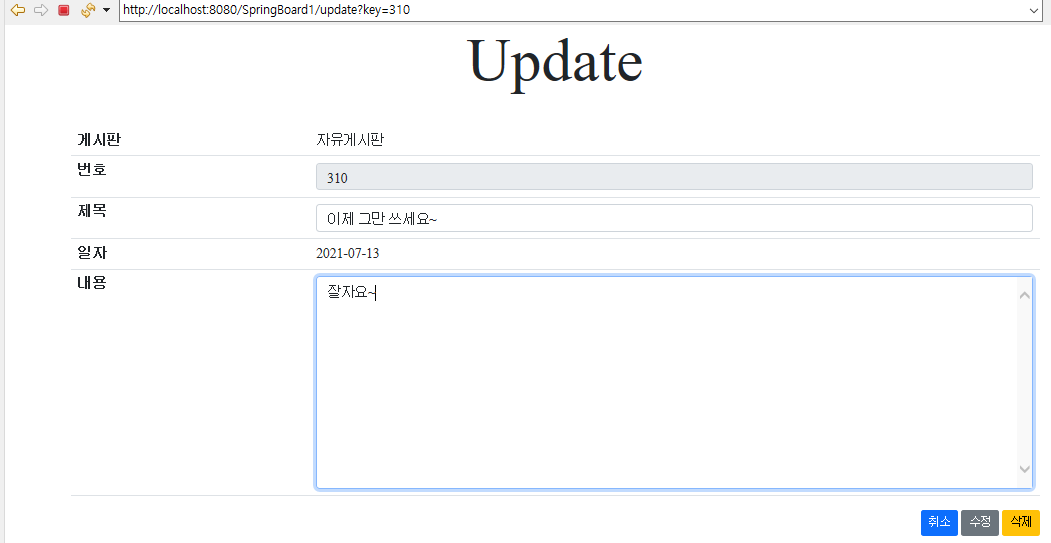 http://localhost:8080/SpringBoard1/update?key=310
Update
게시판 자유게시판
번호 310
제목 이제 그만 쓰세요~
일자 2021-07-13
내용 잘자요~
취소 수정 삭제